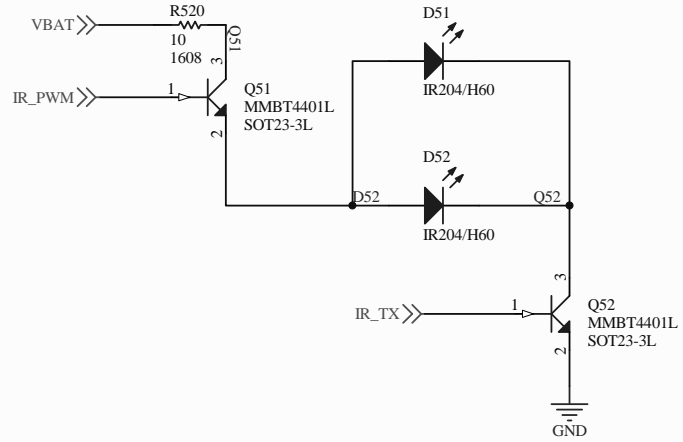 VBAT
R520
10
1608
Q51
3
IR_PWM
1
Q51
MMBT4401L
SOT23-3L
2
D51
IR204/H60
D52
D52
IR204/H60
Q52
3
IR_TX
1
Q52
MMBT4401L
SOT23-3L
2
GND